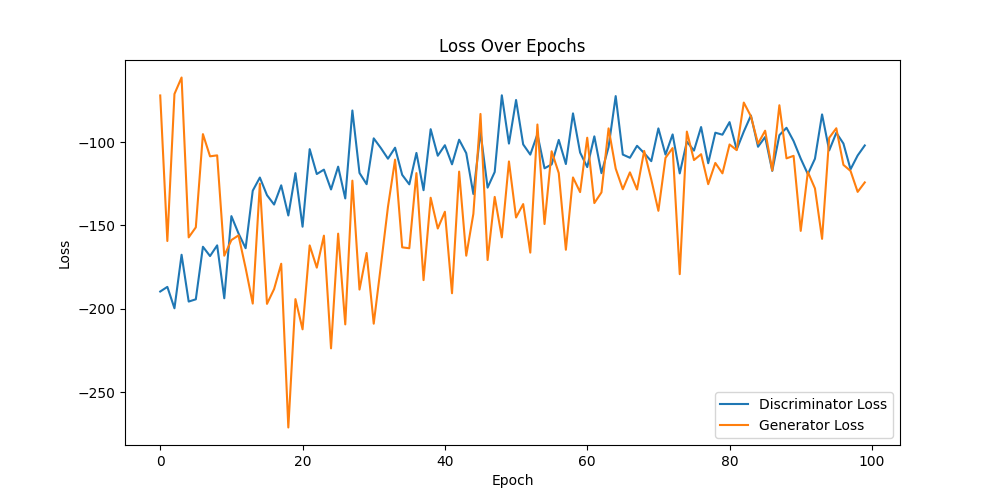 Loss Over Epochs
Loss
−100
−150
−200
−250
Discriminator Loss
Generator Loss
0 20 40 60 80 100
Epoch